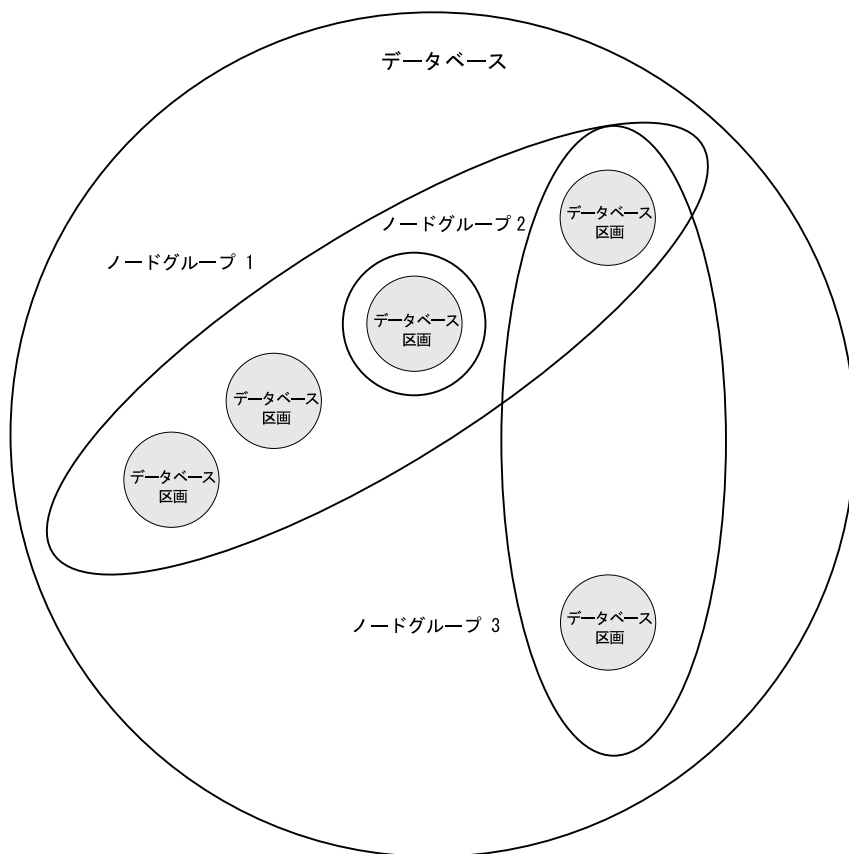 データベース
データベース
区画
ノードグループ 2
ノードグループ 1
データベース
区画
データベース
区画
データベース
区画
データベース
区画
ノードグループ 3